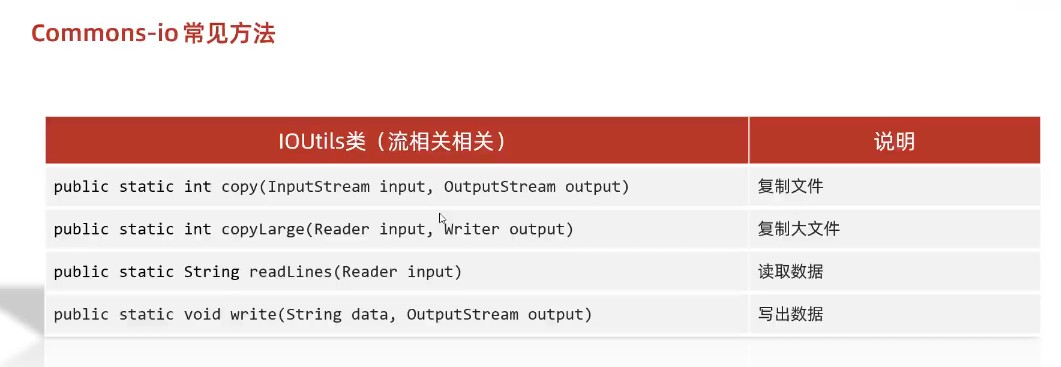 Commons-io 常见方法
IOUtils类（流相关相关） 说明
public static int copy(InputStream input, OutputStream output) 复制文件
public static int copyLarge(Reader input, Writer output) 复制大文件
public static String readLines(Reader input) 读取数据
public static void write(String data, OutputStream output) 写出数据